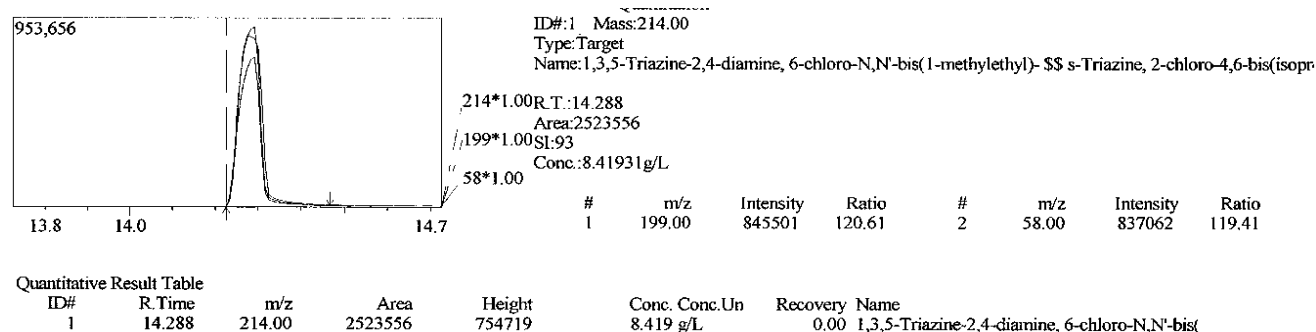 953,656
ID#:1 Mass:214.00
Type:Target
Name:1,3,5-Triazine-2,4-diamine, 6-chloro-N,N'-bis(1-methylethyl)- $$ s-Triazine, 2-chloro-4,6-bis(isopr
214*1.00
R.T.:14.288
Area:2523556
199*1.00
SI:93
Conc.:8.41931g/L
58*1.00
# m/z Intensity Ratio # m/z Intensity Ratio
1 199.00 845501 120.61 2 58.00 837062 119.41
13.8 14.0 14.7
Quantitative Result Table
ID# R.Time m/z Area Height Conc. Conc.Un Recovery Name
1 14.288 214.00 2523556 754719 8.419 g/L 0.00 1,3,5-Triazine-2,4-diamine, 6-chloro-N,N'-bis(